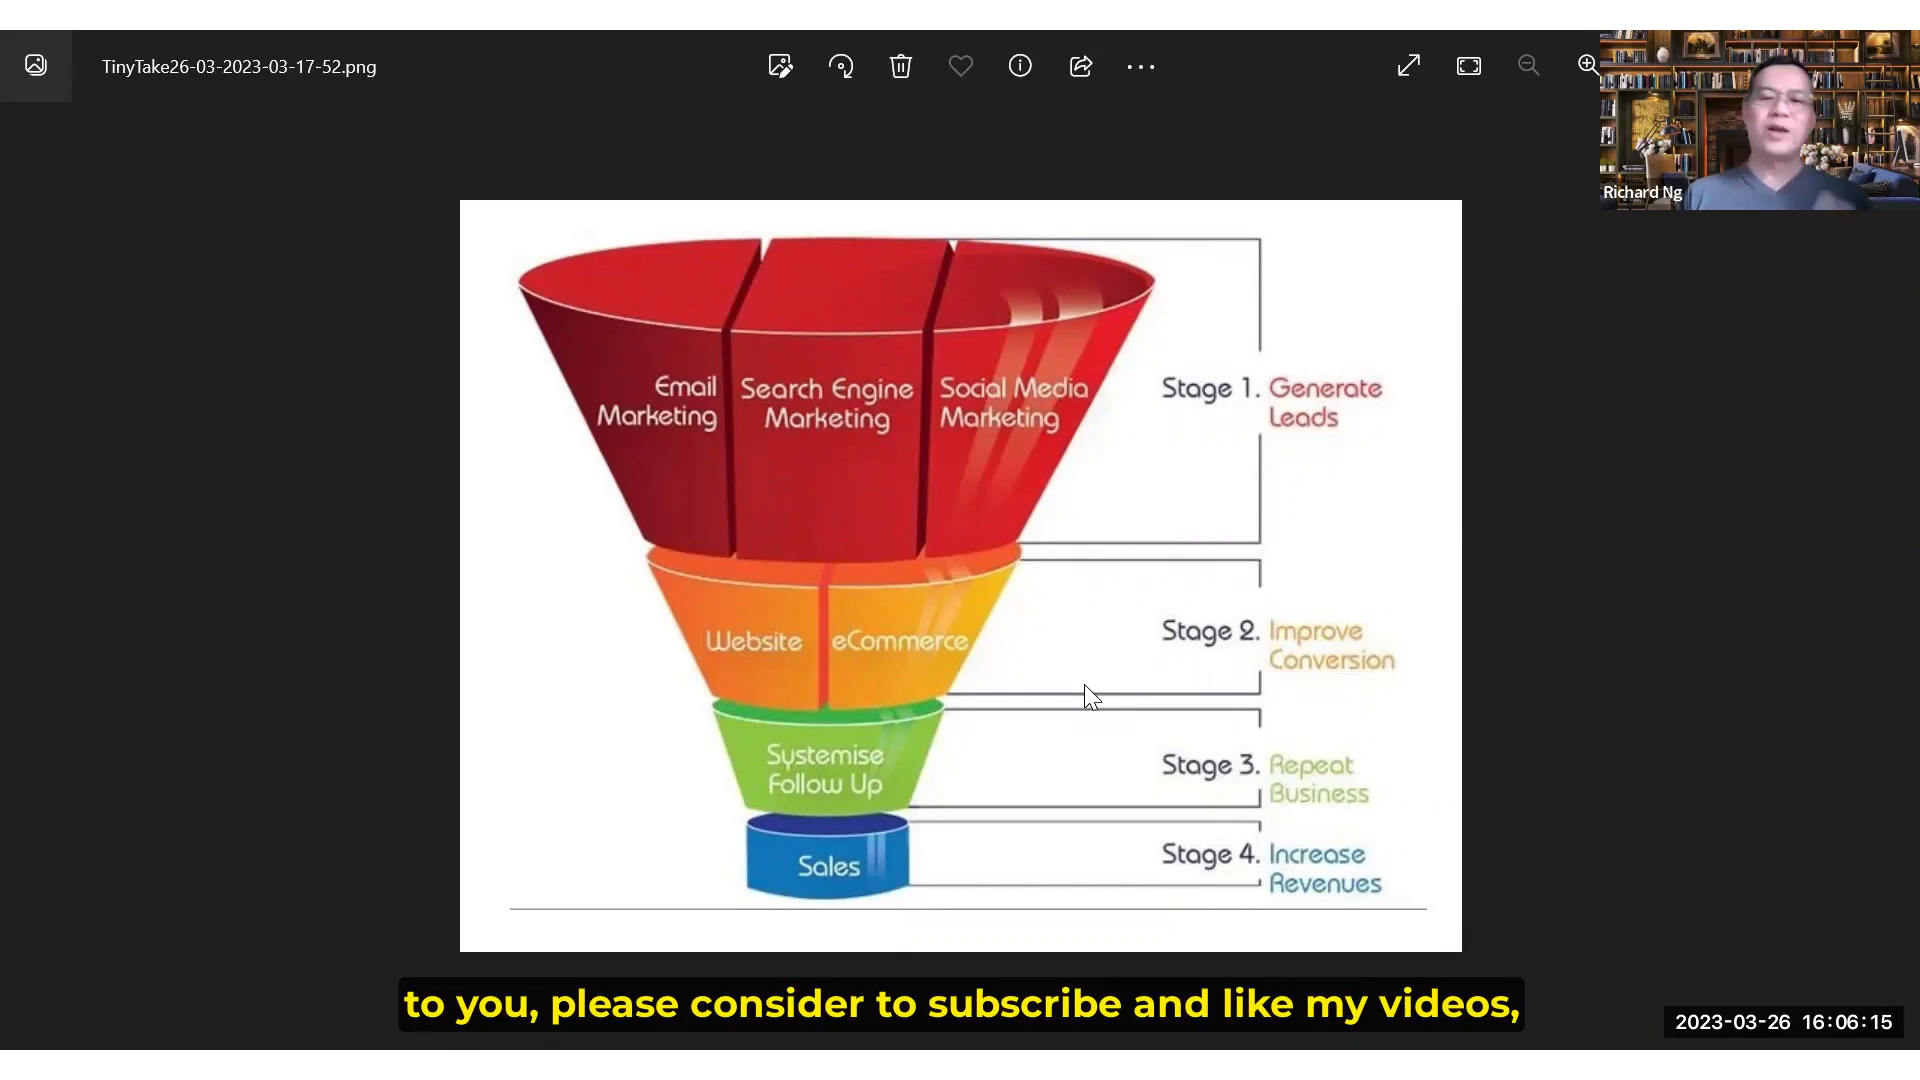 TinyTake26-03-2023-03-17-52.png
Richard Ng
Email
Marketing
Search Engine
Marketing
Social Media
Marketing
Stage 1. Generate
Leads
Website
eCommerce
Stage 2. Improve
Conversion
Systemise
Follow Up
Stage 3. Repeat
Business
Sales
Stage 4. Increase
Revenues
to you, please consider to subscribe and like my videos,
2023-03-26 16:06:15